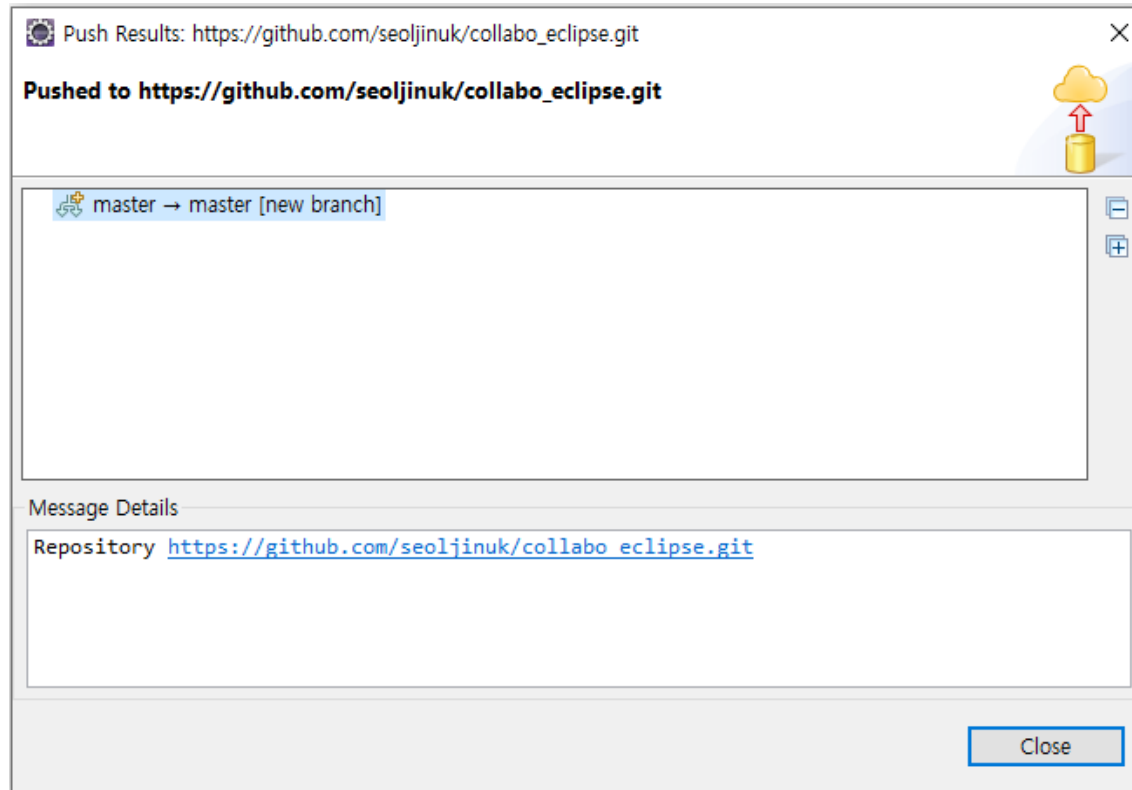 Push Results: https://github.com/seoljinuk/collabo_eclipse.git
Pushed to https://github.com/seoljinuk/collabo_eclipse.git
master → master [new branch]
Message Details
Repository https://github.com/seoljinuk/collabo_eclipse.git
Close